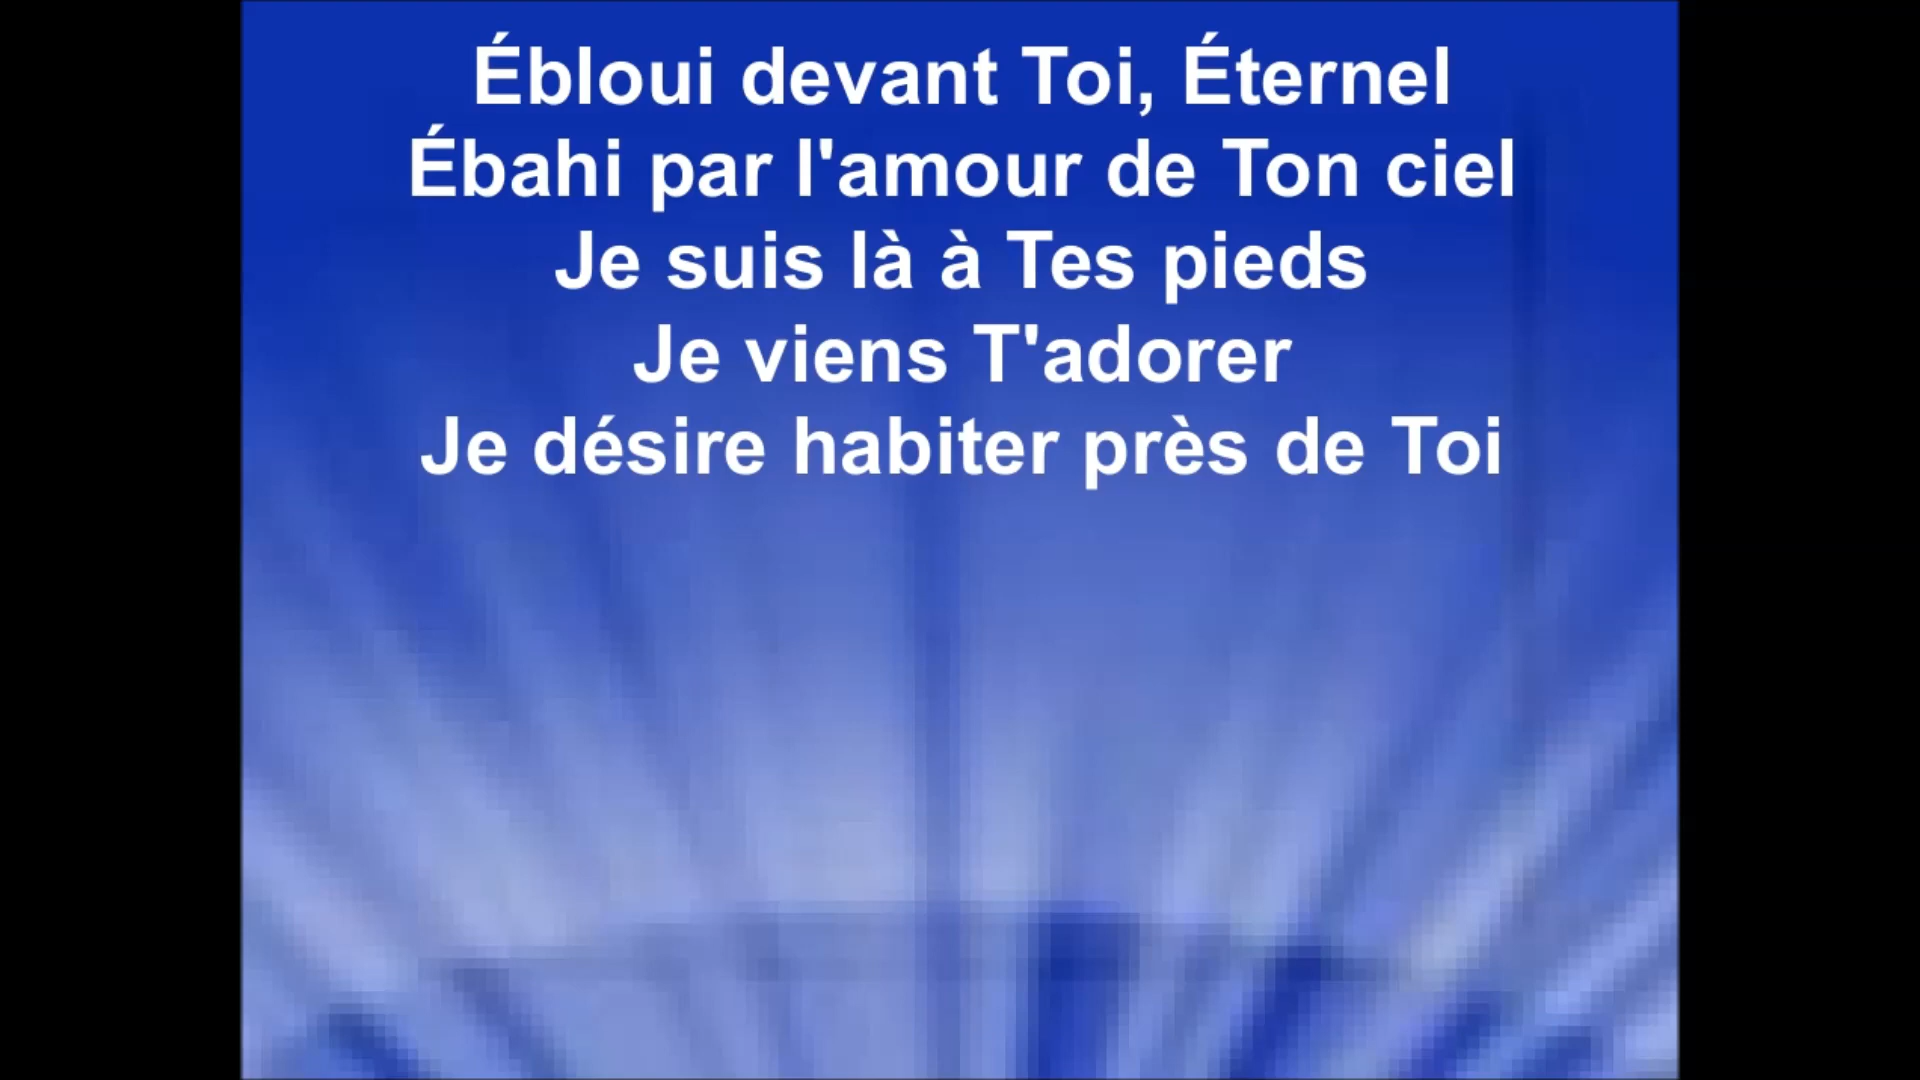 Ébloui devant Toi, Éternel
Ébahi par l'amour de Ton ciel
Je suis là à Tes pieds
Je viens T'adorer
Je désire habiter près de Toi